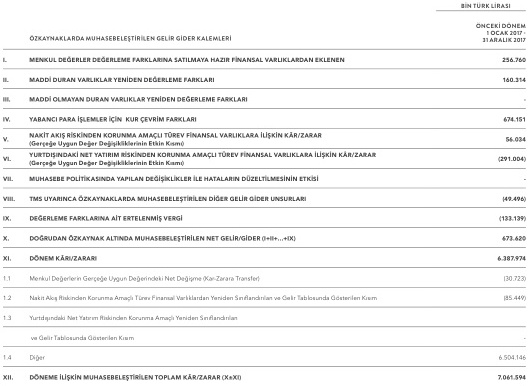 BİN TÜRK LİRASI
ÖNCEKİ DÖNEM
1 OCAK 2017 -
ÖZKAYNAKLARDA MUHASEBELEŞTİRİLEN GELİR GİDER KALEMLERİ 31 ARALIK 2017
I. MENKUL DEĞERLER DEĞERLEME FARKLARINA SATILMAYA HAZIR FİNANSAL VARLIKLARDAN EKLENEN 256.760
II. MADDİ DURAN VARLIKLAR YENİDEN DEĞERLEME FARKLARI 160.314
III. MADDİ OLMAYAN DURAN VARLIKLAR YENİDEN DEĞERLEME FARKLARI -
IV. YABANCI PARA İŞLEMLER İÇİN KUR ÇEVRİM FARKLARI 674.151
V. NAKİT AKIŞ RİSKİNDEN KORUNMA AMAÇLI TÜREV FİNANSAL VARLIKLARA İLİŞKİN KÂR/ZARAR 56.034
(Gerçeğe Uygun Değer Değişikliklerinin Etkin Kısmı)
VI. YURTDIŞINDAKİ NET YATIRIM RİSKİNDEN KORUNMA AMAÇLI TÜREV FİNANSAL VARLIKLARA İLİŞKİN KÂR/ZARAR (291.004)
(Gerçeğe Uygun Değer Değişikliklerinin Etkin Kısmı)
VII. MUHASEBE POLİTİKASINDA YAPILAN DEĞİŞİKLİKLER İLE HATALARIN DÜZELTİLMESİNİN ETKİSİ -
VIII. TMS UYARINCA ÖZKAYNAKLARDA MUHASEBELEŞTİRİLEN DİĞER GELİR GİDER UNSURLARI (49.496)
IX. DEĞERLEME FARKLARINA AİT ERTELENMİŞ VERGİ (133.139)
X. DOĞRUDAN ÖZKAYNAK ALTINDA MUHASEBELEŞTİRİLEN NET GELİR/GİDER (I+II+...+IX) 673.620
XI. DÖNEM KÂRI/ZARARI 6.387.974
1.1 Menkul Değerlerin Gerçeğe Uygun Değerindeki Net Değişme (Kar-Zarara Transfer) (30.723)
1.2 Nakit Akış Riskinden Korunma Amaçlı Türev Finansal Varlıklardan Yeniden Sınıflandırılan ve Gelir Tablosunda Gösterilen Kısım (85.449)
1.3 Yurtdışındaki Net Yatırım Riskinden Korunma Amaçlı Yeniden Sınıflandırılan
ve Gelir Tablosunda Gösterilen Kısım -
1.4 Diğer 6.504.146
XII. DÖNEME İLİŞKİN MUHASEBELEŞTİRİLEN TOPLAM KÂR/ZARAR (X±XI) 7.061.594